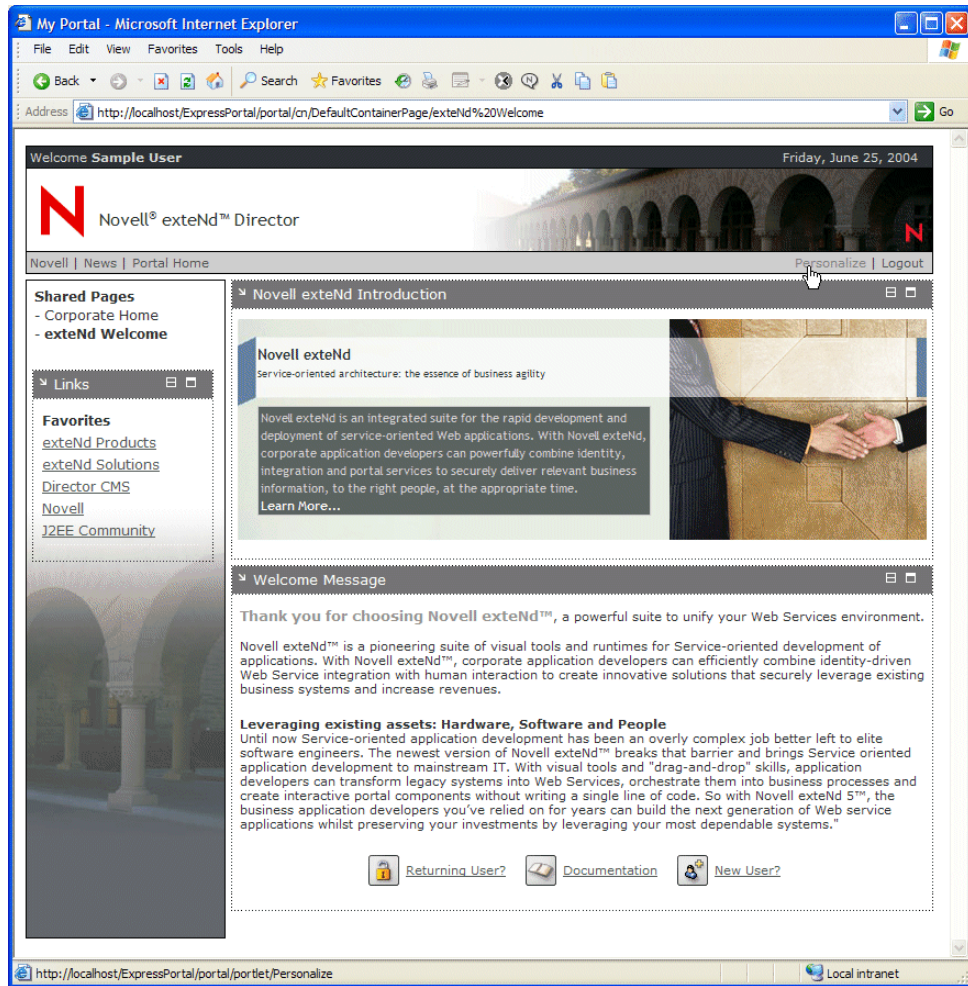 My Portal - Microsoft Internet Explorer
File Edit View Favorites Tools Help
Back Search Favorites
Address http://localhost/ExpressPortal/portal/cn/DefaultContainerPage/exteNd%20Welcome Go
Welcome Sample User Friday, June 25, 2004
N Novell® exteNd™ Director
N
Novell | News | Portal Home Personalize | Logout
Shared Pages
- Corporate Home
- exteNd Welcome
Links
Favorites
exteNd Products
exteNd Solutions
Director CMS
Novell
J2EE Community
Novell exteNd Introduction
Novell exteNd
Service-oriented architecture: the essence of business agility
Novell exteNd is an integrated suite for the rapid development and
deployment of service-oriented Web applications. With Novell exteNd,
corporate application developers can powerfully combine identity,
integration and portal services to securely deliver relevant business
information, to the right people, at the appropriate time.
Learn More...
Welcome Message
Thank you for choosing Novell exteNd™, a powerful suite to unify your Web Services environment.
Novell exteNd™ is a pioneering suite of visual tools and runtimes for Service-oriented development of
applications. With Novell exteNd™, corporate application developers can efficiently combine identity-driven
Web Service integration with human interaction to create innovative solutions that securely leverage existing
business systems and increase revenues.
Leveraging existing assets: Hardware, Software and People
Until now Service-oriented application development has been an overly complex job better left to elite
software engineers. The newest version of Novell exteNd™ breaks that barrier and brings Service oriented
application development to mainstream IT. With visual tools and "drag-and-drop" skills, application
developers can transform legacy systems into Web Services, orchestrate them into business processes and
create interactive portal components without writing a single line of code. So with Novell exteNd 5™, the
business application developers you've relied on for years can build the next generation of Web service
applications whilst preserving your investments by leveraging your most dependable systems."
Returning User? Documentation New User?
http://localhost/ExpressPortal/portal/portlet/Personalize Local intranet